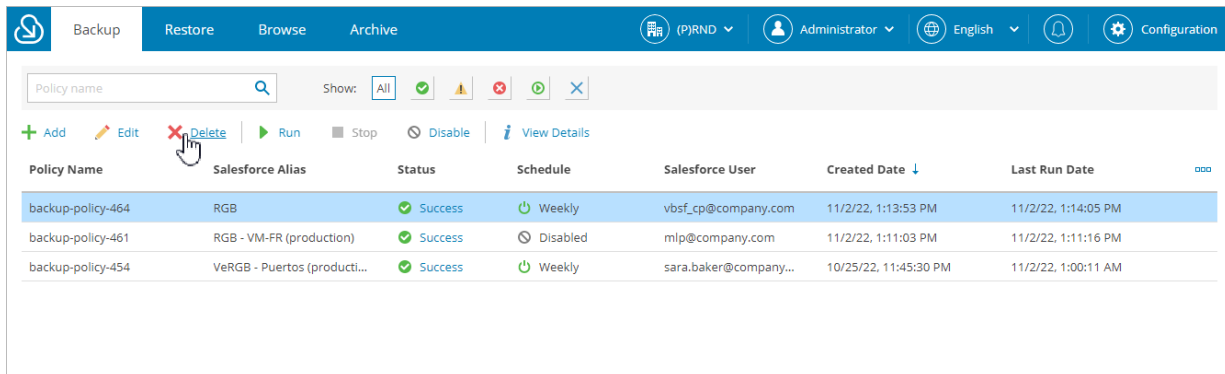 Backup Restore Browse Archive (P)RND Administrator English Configuration
Policy name Show: All
Add Edit Delete Run Stop Disable i View Details
Policy Name Salesforce Alias Status Schedule Salesforce User Created Date ↓ Last Run Date
backup-policy-464 RGB Success Weekly vbsf_cp@company.com 11/2/22, 1:13:53 PM 11/2/22, 1:14:05 PM
backup-policy-461 RGB - VM-FR (production) Success Disabled mlp@company.com 11/2/22, 1:11:03 PM 11/2/22, 1:11:16 PM
backup-policy-454 VeRGB - Puertos (producti... Success Weekly sara.baker@company... 10/25/22, 11:45:30 PM 11/2/22, 1:00:11 AM